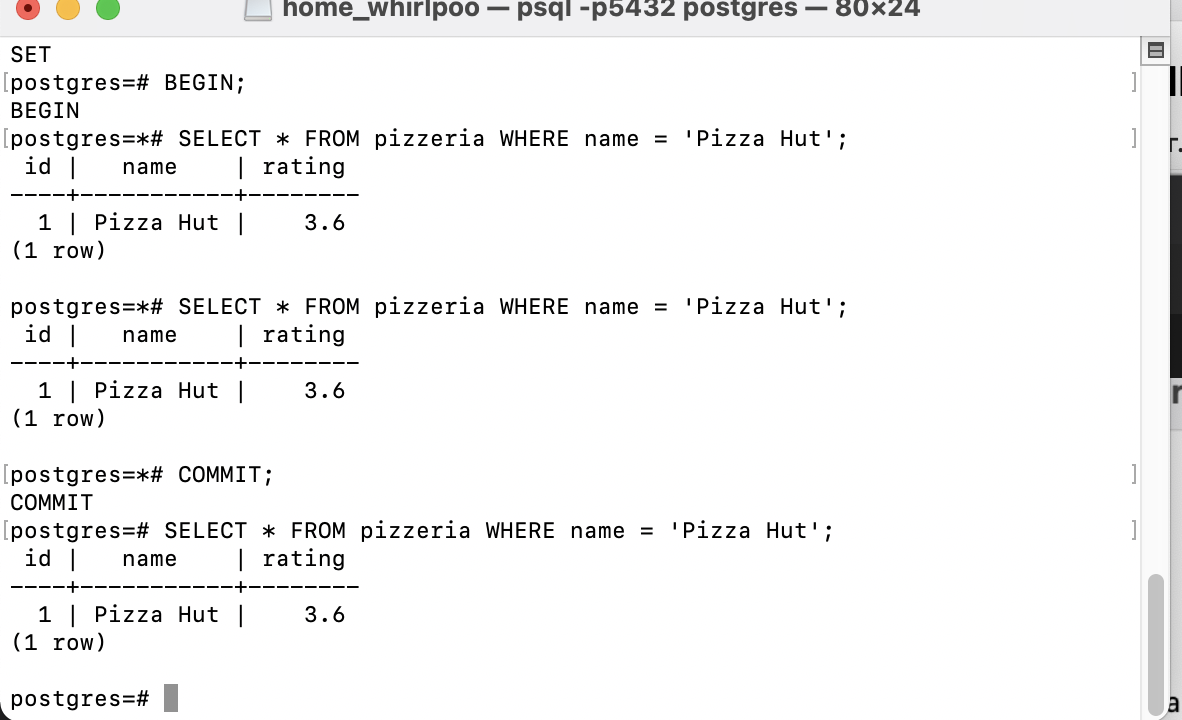 home_whirlpoo — psql -p5432 postgres — 80×24
SET
[postgres=# BEGIN; ]
BEGIN
[postgres=*# SELECT * FROM pizzeria WHERE name = 'Pizza Hut'; ]
 id |   name    | rating
----+-----------+--------
  1 | Pizza Hut |    3.6
(1 row)

postgres=*# SELECT * FROM pizzeria WHERE name = 'Pizza Hut';
 id |   name    | rating
----+-----------+--------
  1 | Pizza Hut |    3.6
(1 row)

[postgres=*# COMMIT; ]
COMMIT
[postgres=# SELECT * FROM pizzeria WHERE name = 'Pizza Hut'; ]
 id |   name    | rating
----+-----------+--------
  1 | Pizza Hut |    3.6
(1 row)

postgres=#